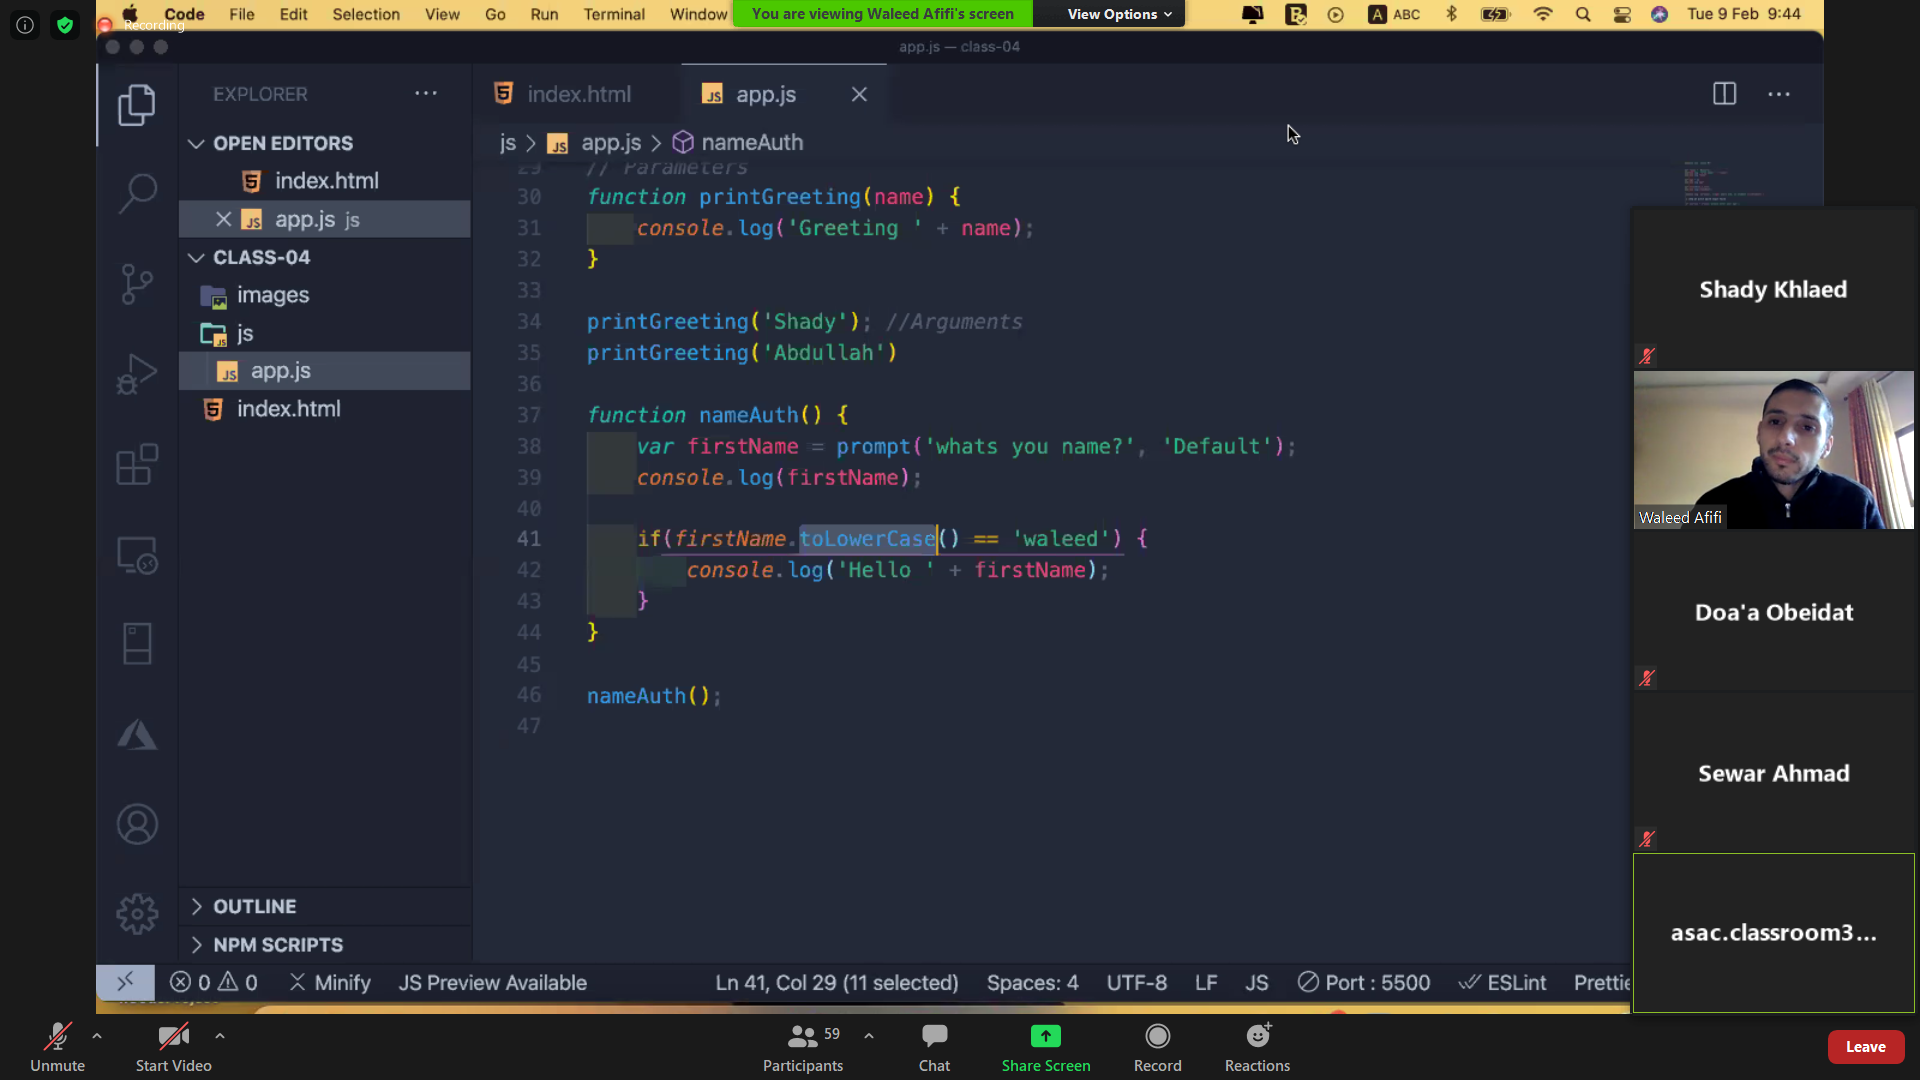 Code File Edit Selection View Go Run Terminal Window
You are viewing Waleed Afifi's screen View Options
ABC Tue 9 Feb 9:44
Recording
app.js — class-04
EXPLORER ...
index.html app.js
js > app.js > nameAuth
OPEN EDITORS
index.html
app.js js
CLASS-04
images
js
app.js
index.html
OUTLINE
NPM SCRIPTS
29 // Parameters
30 function printGreeting(name) {
31 console.log('Greeting ' + name);
32 }
33
34 printGreeting('Shady'); //Arguments
35 printGreeting('Abdullah')
36
37 function nameAuth() {
38 var firstName = prompt('whats you name?', 'Default');
39 console.log(firstName);
40
41 if(firstName.toLowerCase() == 'waleed') {
42 console.log('Hello ' + firstName);
43 }
44 }
45
46 nameAuth();
47
Shady Khlaed
Waleed Afifi
Doa'a Obeidat
Sewar Ahmad
asac.classroom3...
0 0 Minify JS Preview Available Ln 41, Col 29 (11 selected) Spaces: 4 UTF-8 LF JS Port : 5500 ESLint Prettie
Unmute Start Video Participants 59 Chat Share Screen Record Reactions Leave